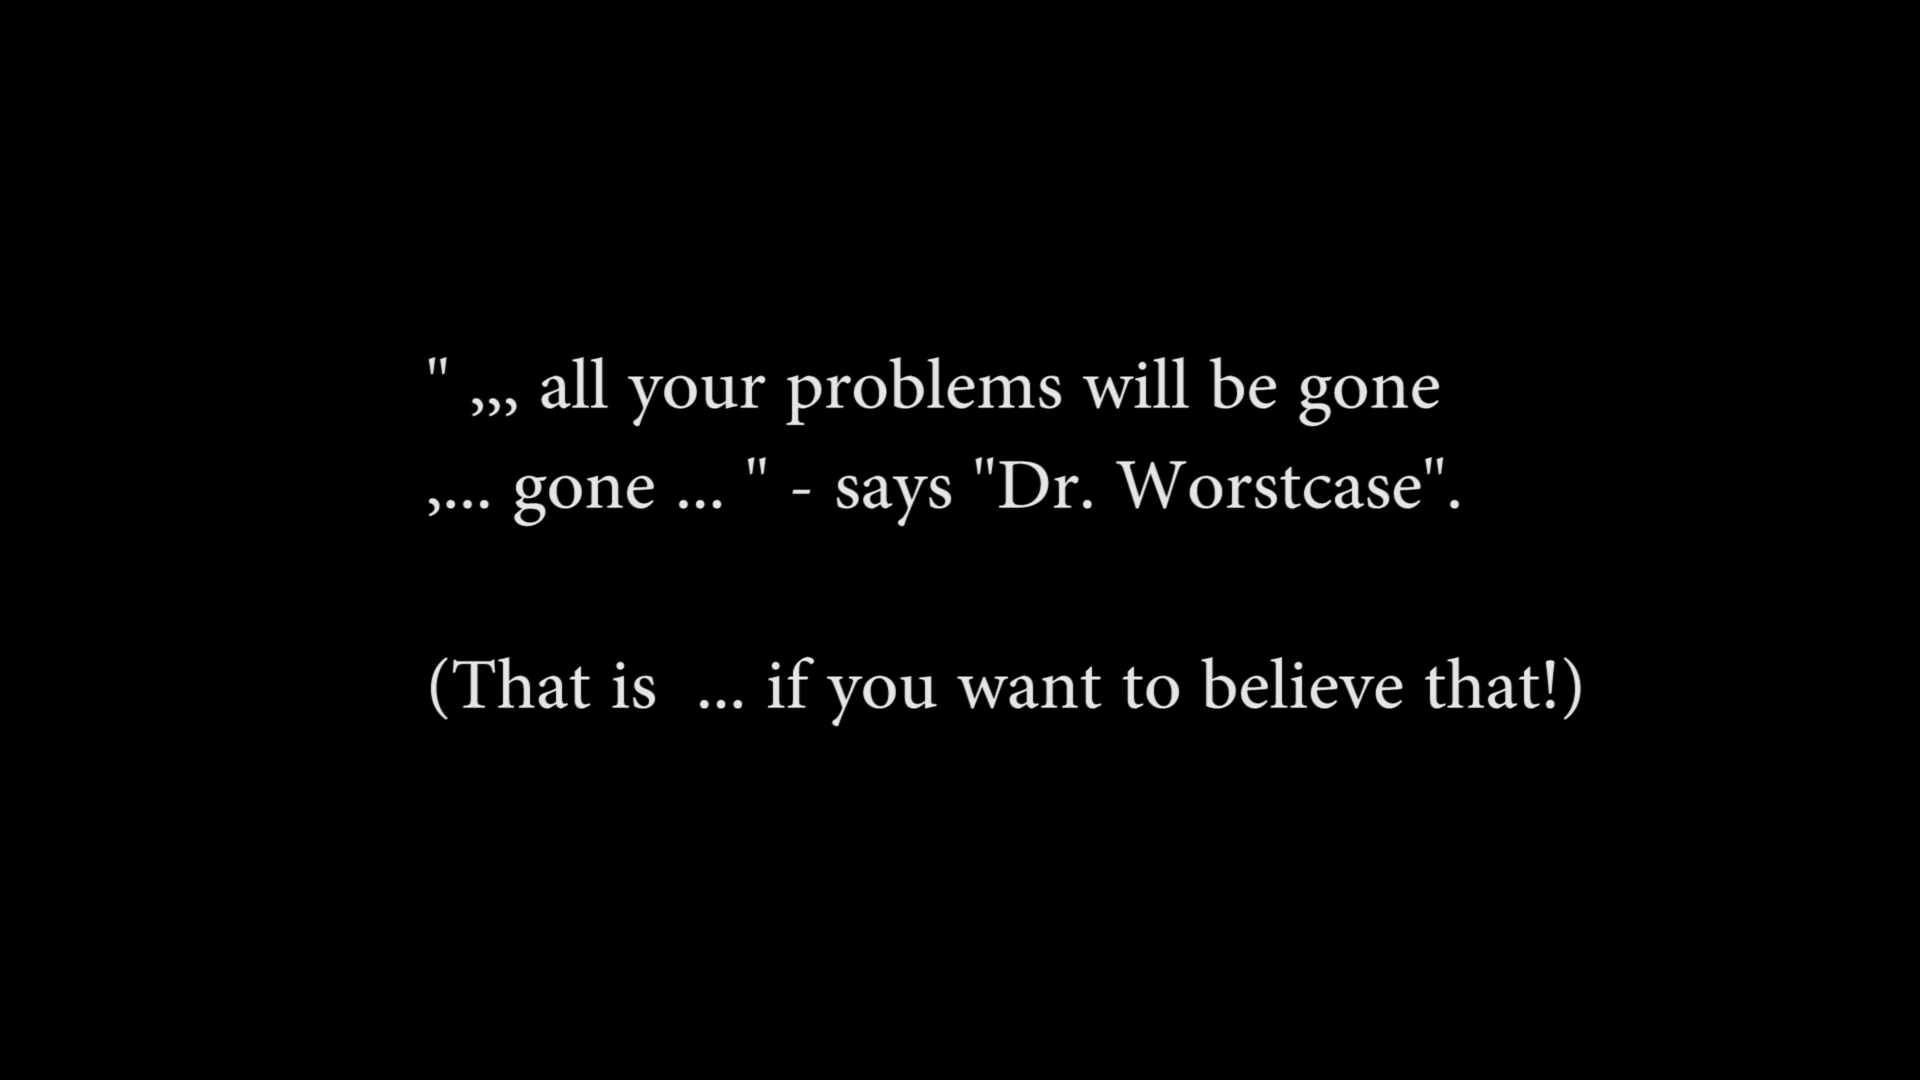 " ,,, all your problems will be gone
,... gone ... " - says "Dr. Worstcase".
(That is  ... if you want to believe that!)